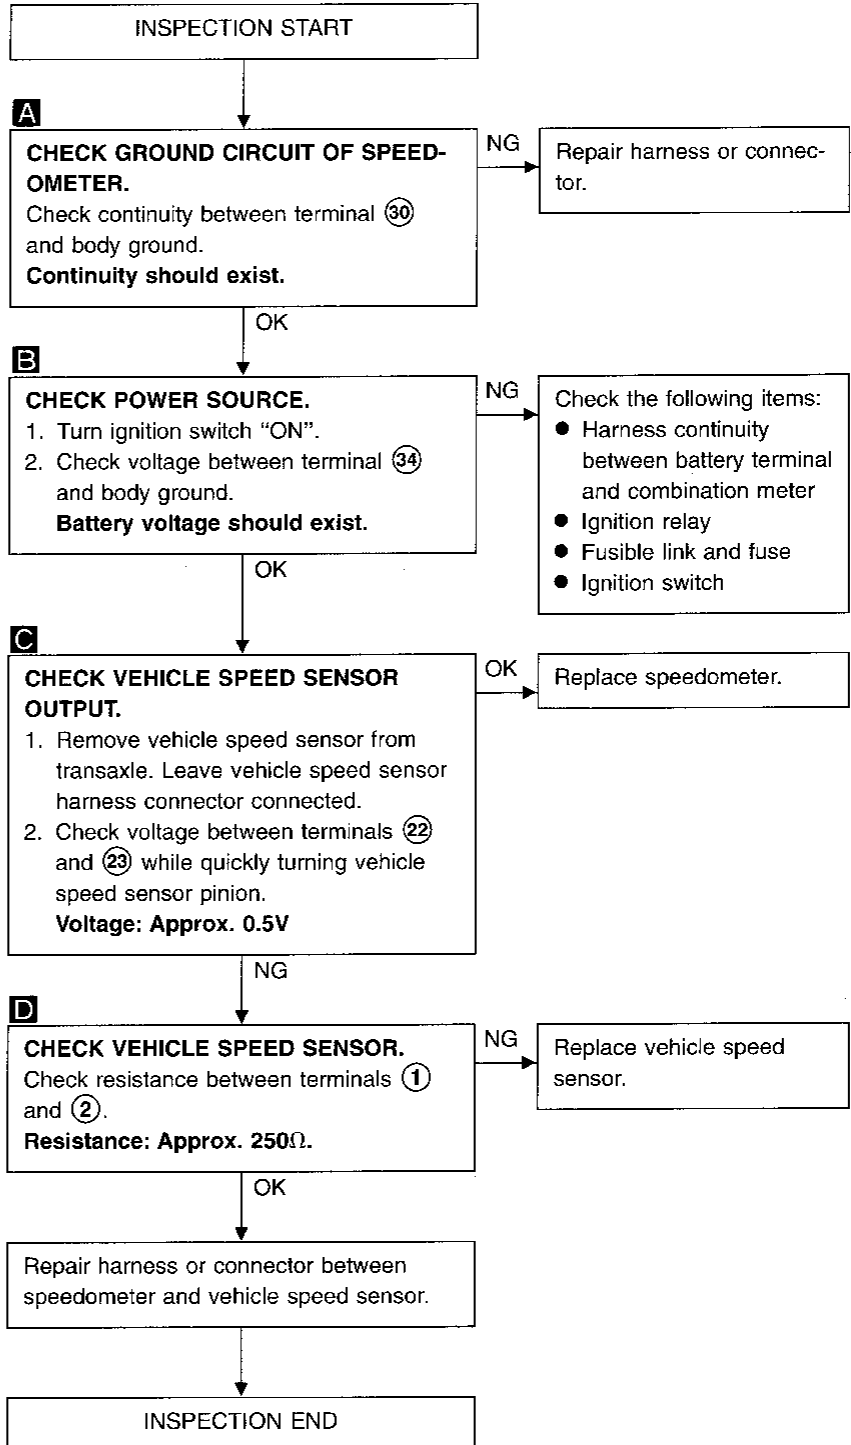 INSPECTION START
A
CHECK GROUND CIRCUIT OF SPEED-
OMETER.
Check continuity between terminal 30
and body ground.
Continuity should exist.
NG
Repair harness or connec-
tor.
OK
B
CHECK POWER SOURCE.
1. Turn ignition switch “ON”.
2. Check voltage between terminal 34
and body ground.
Battery voltage should exist.
NG
Check the following items:
● Harness continuity
between battery terminal
and combination meter
● Ignition relay
● Fusible link and fuse
● Ignition switch
OK
C
CHECK VEHICLE SPEED SENSOR
OUTPUT.
1. Remove vehicle speed sensor from
transaxle. Leave vehicle speed sensor
harness connector connected.
2. Check voltage between terminals 22
and 23 while quickly turning vehicle
speed sensor pinion.
Voltage: Approx. 0.5V
OK
Replace speedometer.
NG
D
CHECK VEHICLE SPEED SENSOR.
Check resistance between terminals 1
and 2.
Resistance: Approx. 250Ω.
NG
Replace vehicle speed
sensor.
OK
Repair harness or connector between
speedometer and vehicle speed sensor.
INSPECTION END